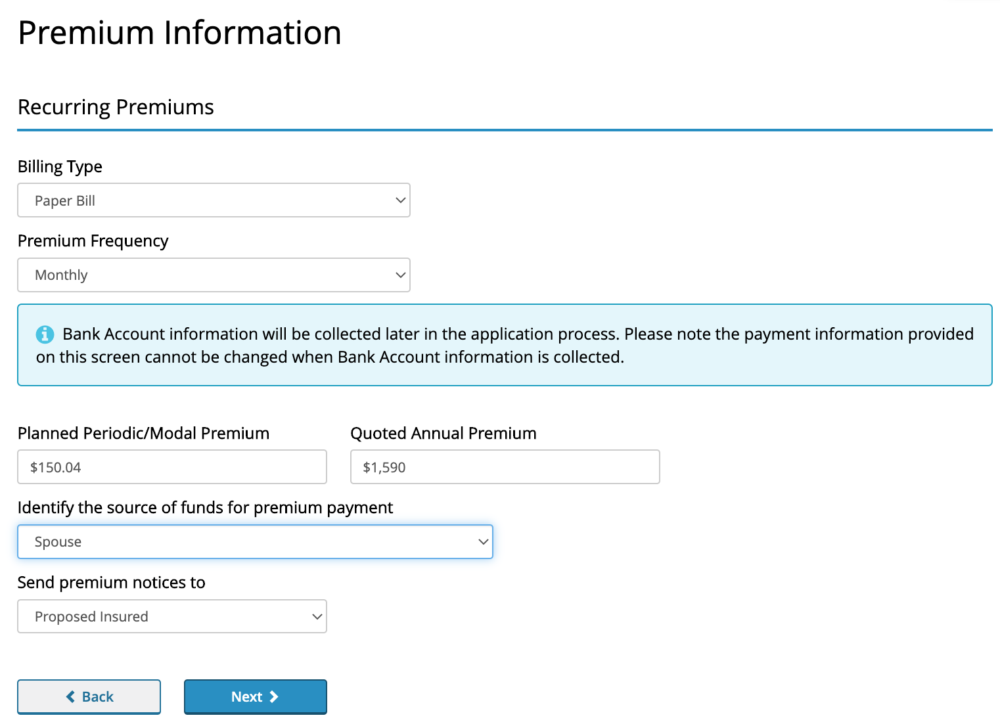 Premium Information
Recurring Premiums
Billing Type
Paper Bill
Premium Frequency
Monthly
Bank Account information will be collected later in the application process. Please note the payment information provided
on this screen cannot be changed when Bank Account information is collected.
Planned Periodic/Modal Premium
Quoted Annual Premium
$150.04
$1,590
Identify the source of funds for premium payment
Spouse
Send premium notices to
Proposed Insured
Back
Next